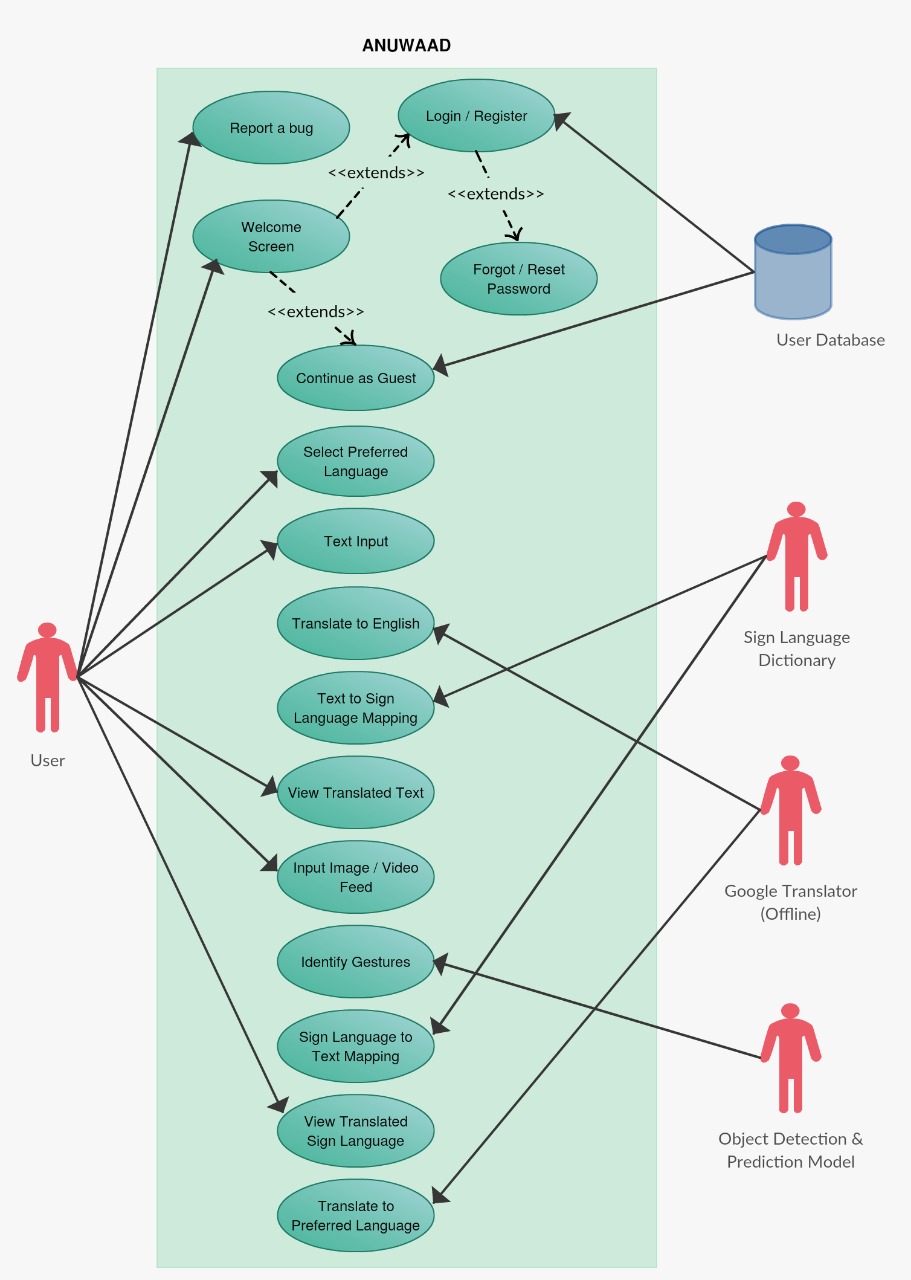 ANUWAAD
Report a bug
Login / Register
<<extends>>
<<extends>>
Welcome
Screen
Forgot / Reset
Password
<<extends>>
User Database
Continue as Guest
Select Preferred
Language
Text Input
Translate to English
Sign Language
Dictionary
Text to Sign
Language Mapping
User
View Translated Text
Input Image / Video
Feed
Google Translator
(Offline)
Identify Gestures
Sign Language to
Text Mapping
View Translated
Sign Language
Object Detection &
Prediction Model
Translate to
Preferred Language